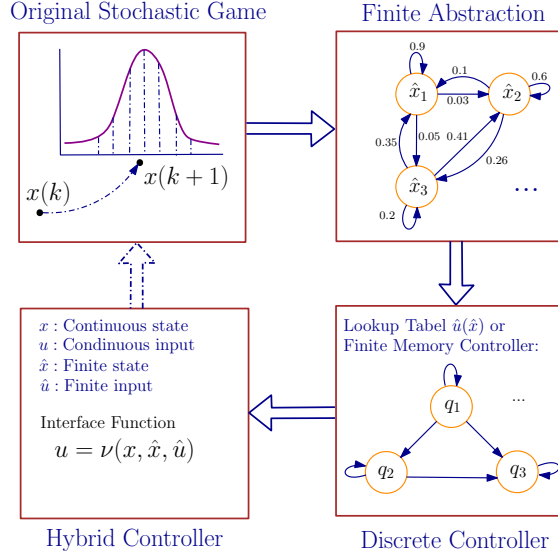 Original Stochastic Game
x(k)
x(k + 1)
Finite Abstraction
0.9
0.1
0.6
x̂₁
x̂₂
0.03
0.05
0.41
0.35
0.26
x̂₃
0.2
...
x : Continuous state
u : Condinuous input
x̂ : Finite state
û : Finite input
Interface Function
u = ν(x, x̂, û)
Hybrid Controller
Lookup Tabel û(x̂) or
Finite Memory Controller:
q₁
...
q₂
q₃
Discrete Controller